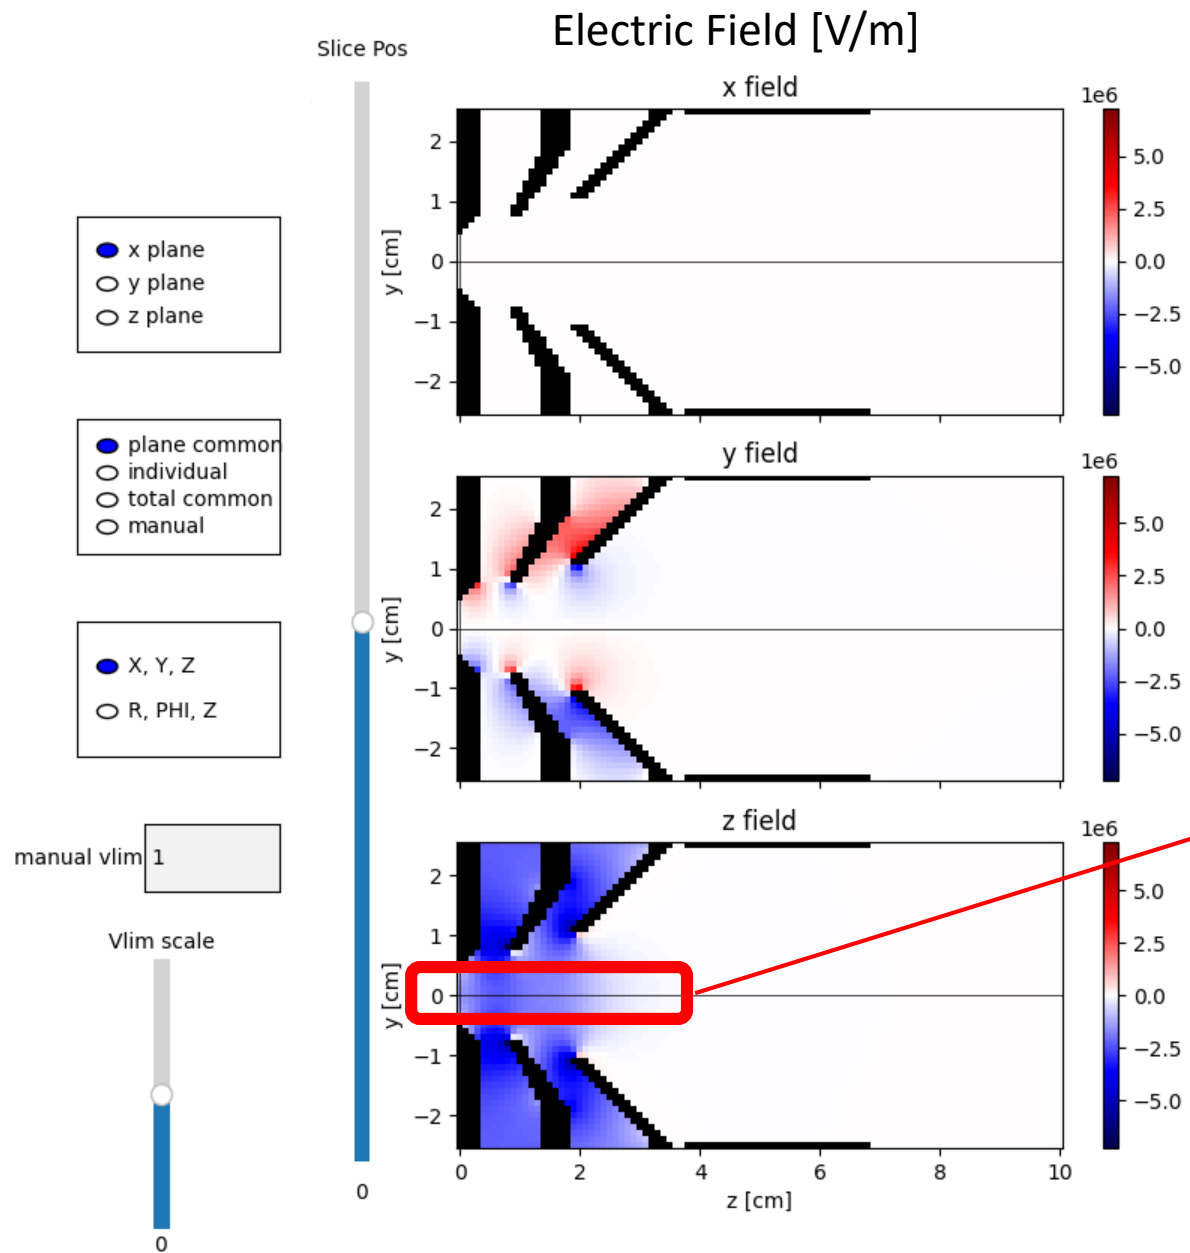 Electric Field [V/m]
Slice Pos
x plane
y plane
z plane
plane common
individual
total common
manual
X, Y, Z
R, PHI, Z
manual vlim 1
Vlim scale
0
0
x field
1e6
y [cm]
2
1
0
−1
−2
5.0
2.5
0.0
−2.5
−5.0
y field
1e6
y [cm]
2
1
0
−1
−2
5.0
2.5
0.0
−2.5
−5.0
z field
1e6
y [cm]
2
1
0
−1
−2
5.0
2.5
0.0
−2.5
−5.0
0 2 4 6 8 10
z [cm]